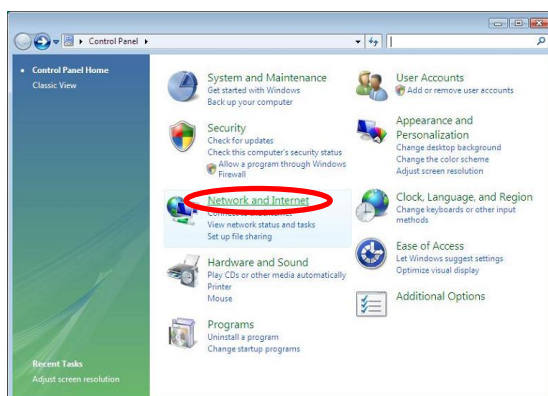 Control Panel
Control Panel Home
Classic View
System and Maintenance
Get started with Windows
Back up your computer
Security
Check for updates
Check this computer's security status
Allow a program through Windows
Firewall
Network and Internet
Connect to the Internet
View network status and tasks
Set up file sharing
Hardware and Sound
Play CDs or other media automatically
Printer
Mouse
Programs
Uninstall a program
Change startup programs
User Accounts
Add or remove user accounts
Appearance and
Personalization
Change desktop background
Change the color scheme
Adjust screen resolution
Clock, Language, and Region
Change keyboards or other input
methods
Ease of Access
Let Windows suggest settings
Optimize visual display
Additional Options
Recent Tasks
Adjust screen resolution